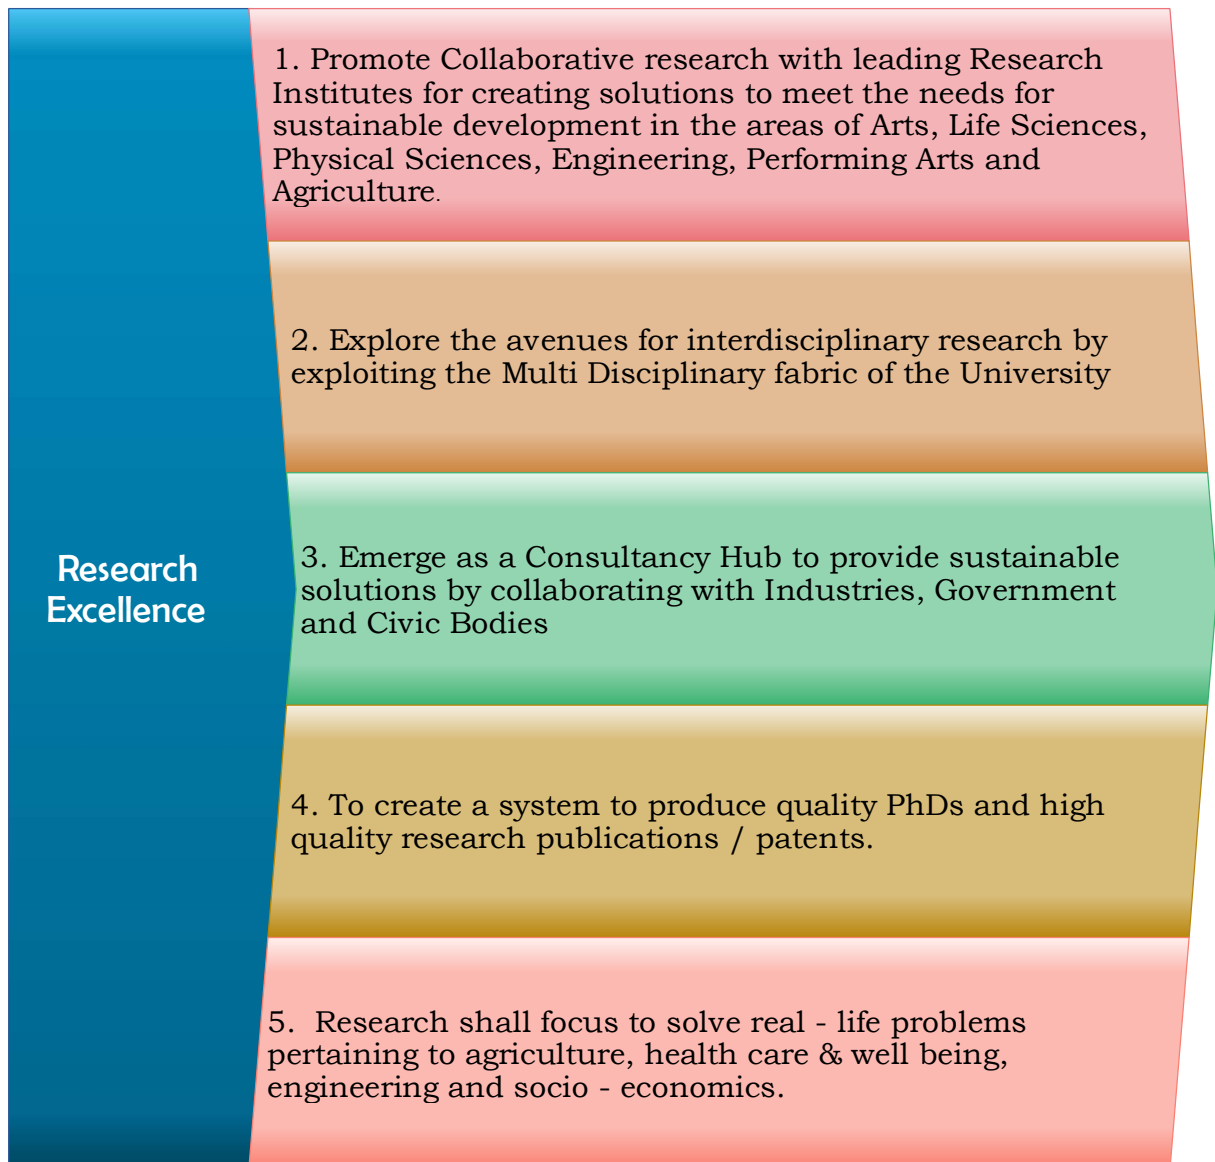 Research
Excellence
1. Promote Collaborative research with leading Research
Institutes for creating solutions to meet the needs for
sustainable development in the areas of Arts, Life Sciences,
Physical Sciences, Engineering, Performing Arts and
Agriculture.
2. Explore the avenues for interdisciplinary research by
exploiting the Multi Disciplinary fabric of the University
3. Emerge as a Consultancy Hub to provide sustainable
solutions by collaborating with Industries, Government
and Civic Bodies
4. To create a system to produce quality PhDs and high
quality research publications / patents.
5.  Research shall focus to solve real - life problems
pertaining to agriculture, health care & well being,
engineering and socio - economics.